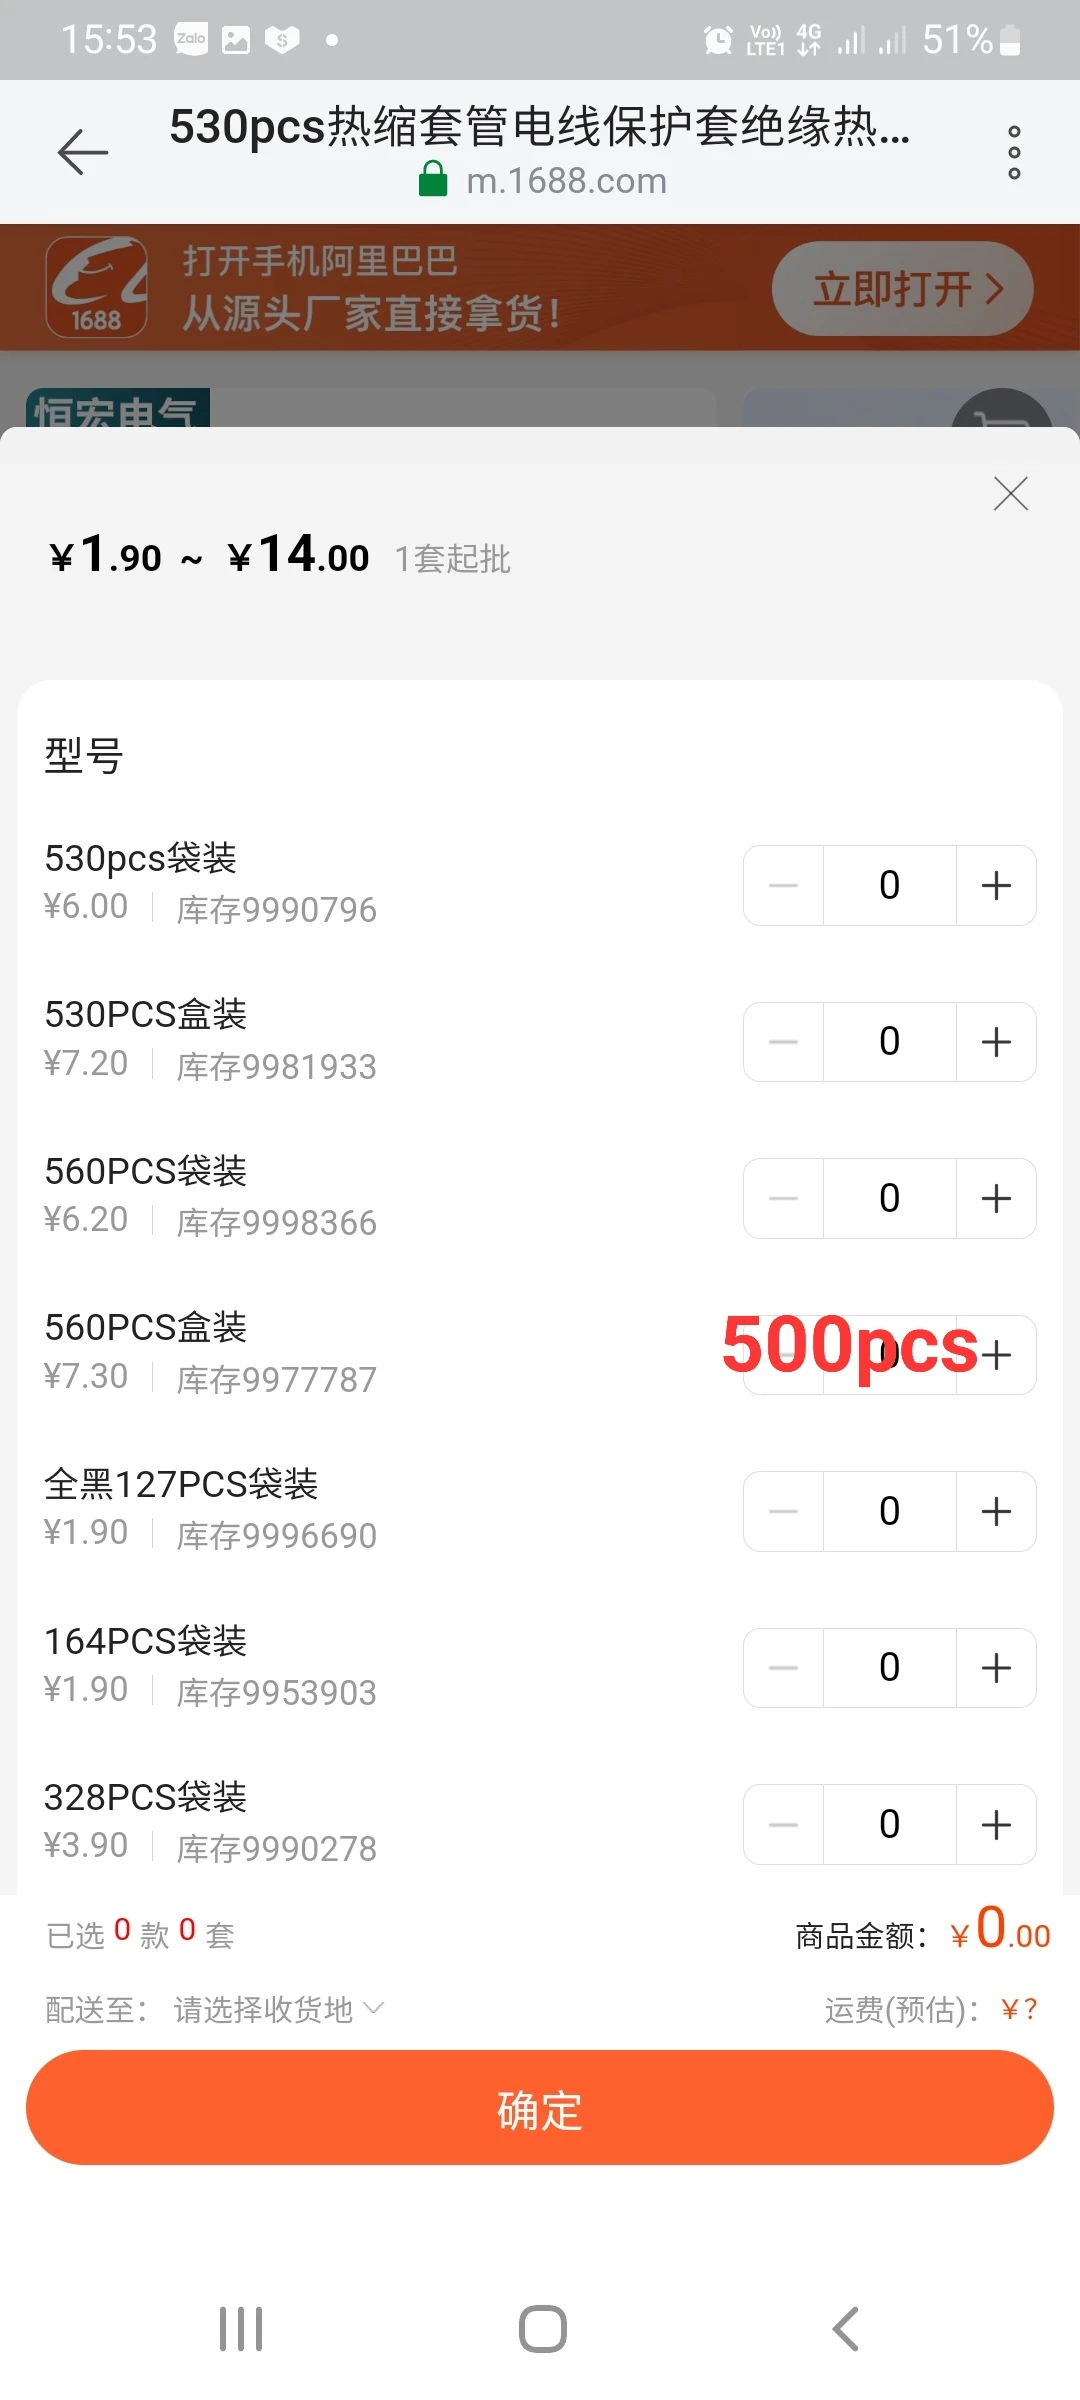 15:53 Zalo Vo)) LTE1 4G 51%
530pcs热缩套管电线保护套绝缘热...
m.1688.com
打开手机阿里巴巴
从源头厂家直接拿货!
1688
立即打开
恒宏电气
¥1.90 ~ ¥14.00 1套起批
型号
530pcs袋装
¥6.00 库存9990796
0
530PCS盒装
¥7.20 库存9981933
0
560PCS袋装
¥6.20 库存9998366
0
560PCS盒装
¥7.30 库存9977787
0
500pcs
全黑127PCS袋装
¥1.90 库存9996690
0
164PCS袋装
¥1.90 库存9953903
0
328PCS袋装
¥3.90 库存9990278
0
已选 0 款 0 套 商品金额: ¥0.00
配送至: 请选择收货地 运费(预估): ¥?
确定